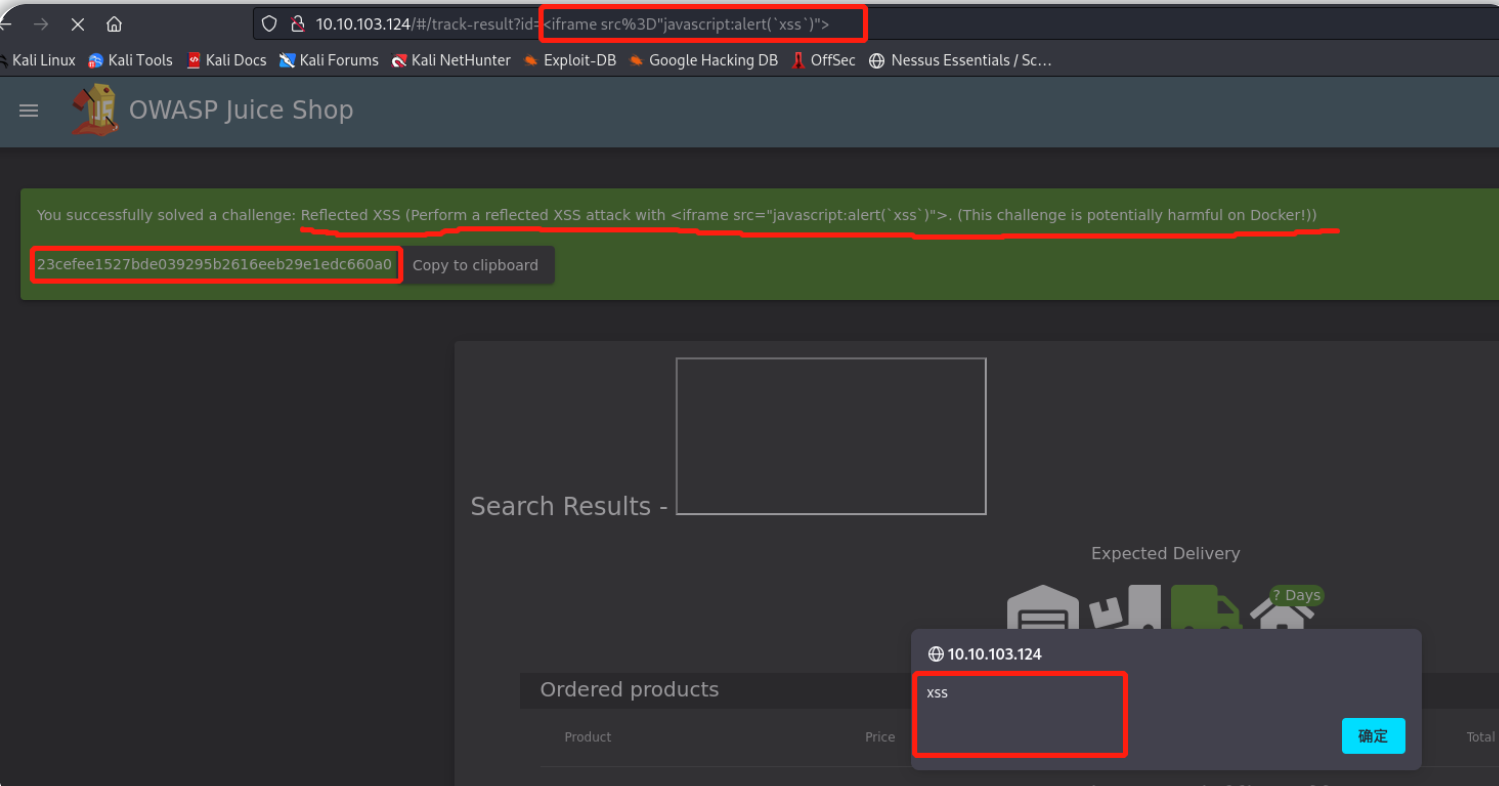 10.10.103.124/#/track-result?id=<iframe src%3D"javascript:alert(`xss`)">
Kali Linux Kali Tools Kali Docs Kali Forums Kali NetHunter Exploit-DB Google Hacking DB OffSec Nessus Essentials / Sc...
OWASP Juice Shop
You successfully solved a challenge: Reflected XSS (Perform a reflected XSS attack with <iframe src="javascript:alert(`xss`)">. (This challenge is potentially harmful on Docker!))
23cefee1527bde039295b2616eeb29e1edc660a0 Copy to clipboard
Search Results -
Expected Delivery
? Days
10.10.103.124
xss
确定
Ordered products
Product Price Total